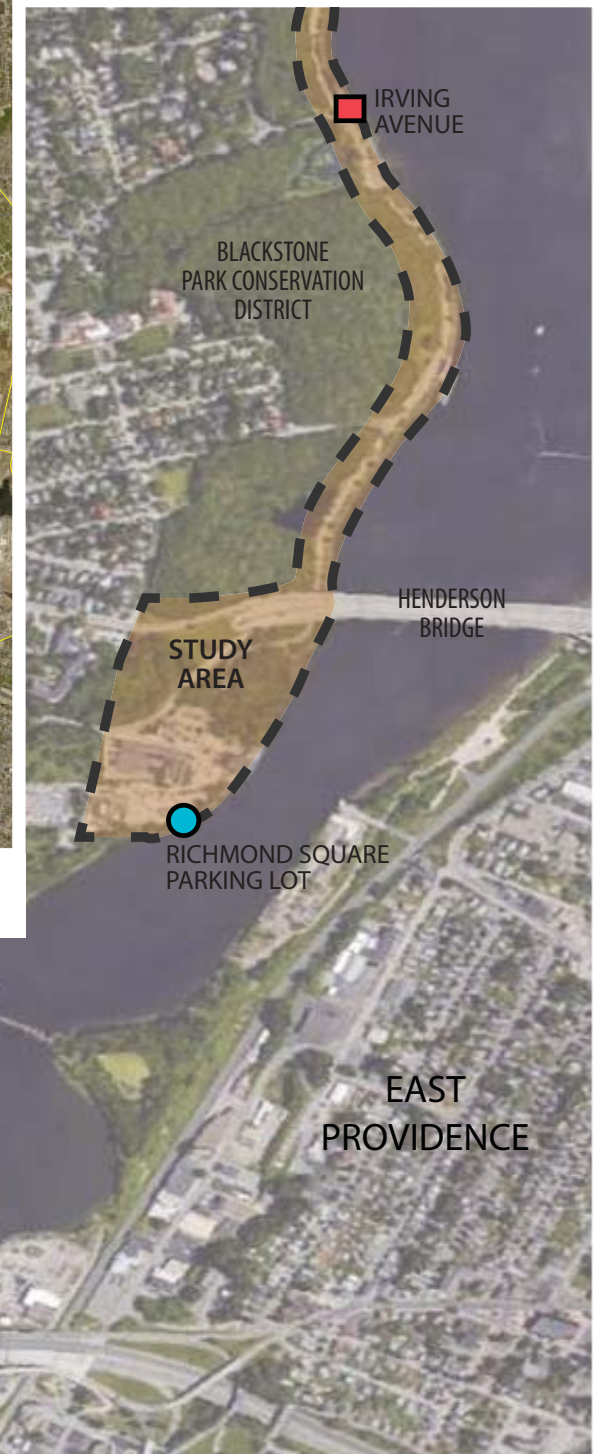 IRVING
AVENUE
BLACKSTONE
PARK CONSERVATION
DISTRICT
HENDERSON
BRIDGE
STUDY
AREA
RICHMOND SQUARE
PARKING LOT
EAST
PROVIDENCE